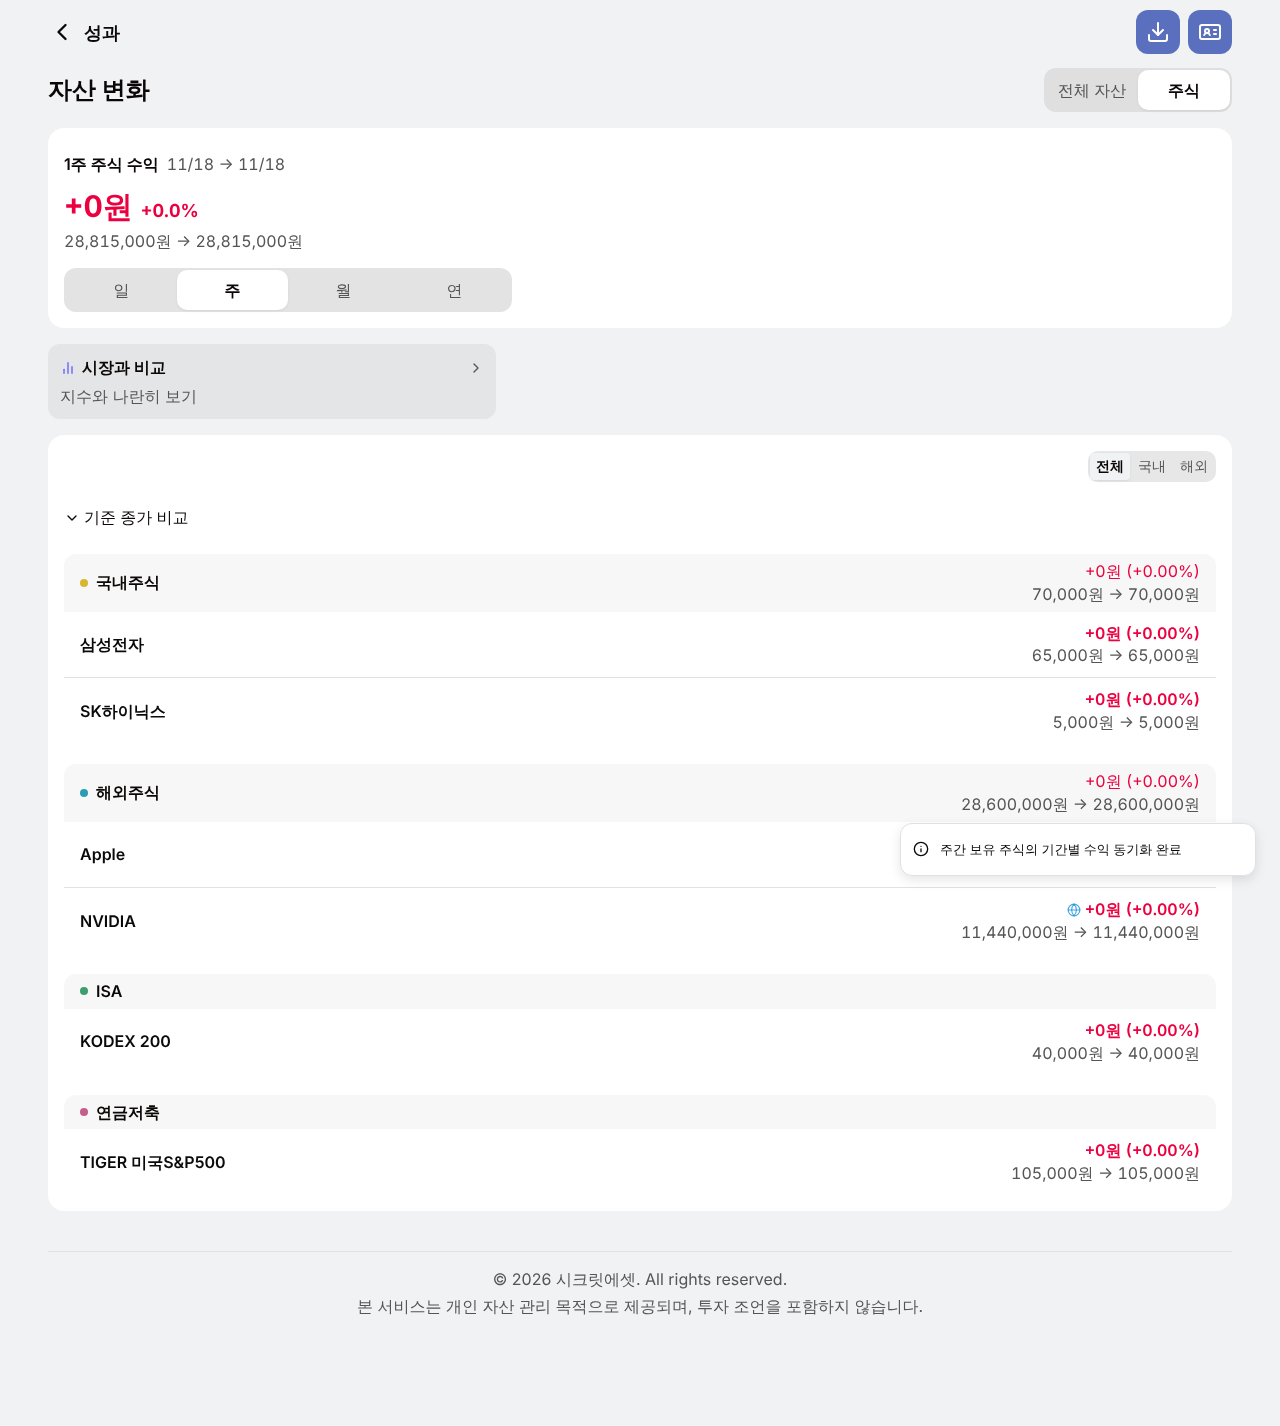 성과
자산 변화
전체 자산 주식
1주 주식 수익 11/18 → 11/18
+0원 +0.0%
28,815,000원 → 28,815,000원
일 주 월 연
시장과 비교
지수와 나란히 보기
전체 국내 해외
기준 종가 비교
국내주식
+0원 (+0.00%)
70,000원 → 70,000원
삼성전자
+0원 (+0.00%)
65,000원 → 65,000원
SK하이닉스
+0원 (+0.00%)
5,000원 → 5,000원
해외주식
+0원 (+0.00%)
28,600,000원 → 28,600,000원
Apple
주간 보유 주식의 기간별 수익 동기화 완료
NVIDIA
+0원 (+0.00%)
11,440,000원 → 11,440,000원
ISA
KODEX 200
+0원 (+0.00%)
40,000원 → 40,000원
연금저축
TIGER 미국S&P500
+0원 (+0.00%)
105,000원 → 105,000원
© 2026 시크릿에셋. All rights reserved.
본 서비스는 개인 자산 관리 목적으로 제공되며, 투자 조언을 포함하지 않습니다.